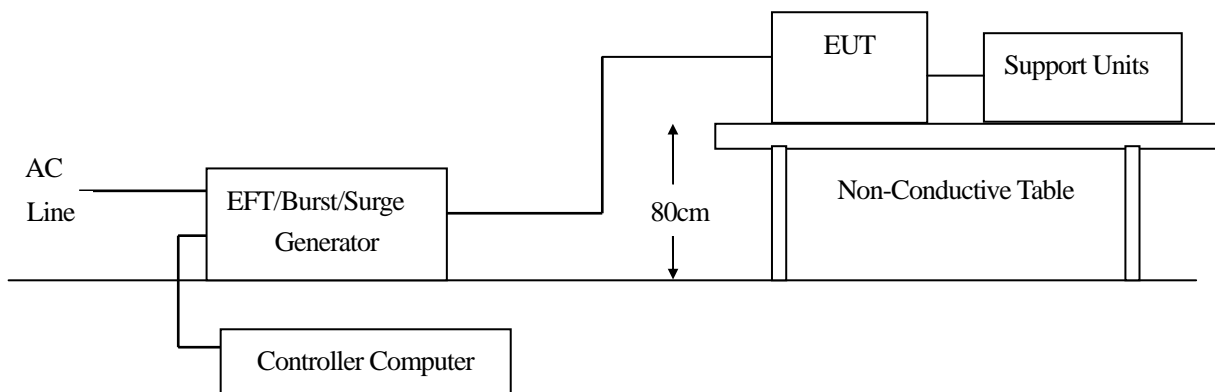 EUT
Support Units
AC
Line
EFT/Burst/Surge
Generator
80cm
Non-Conductive Table
Controller Computer